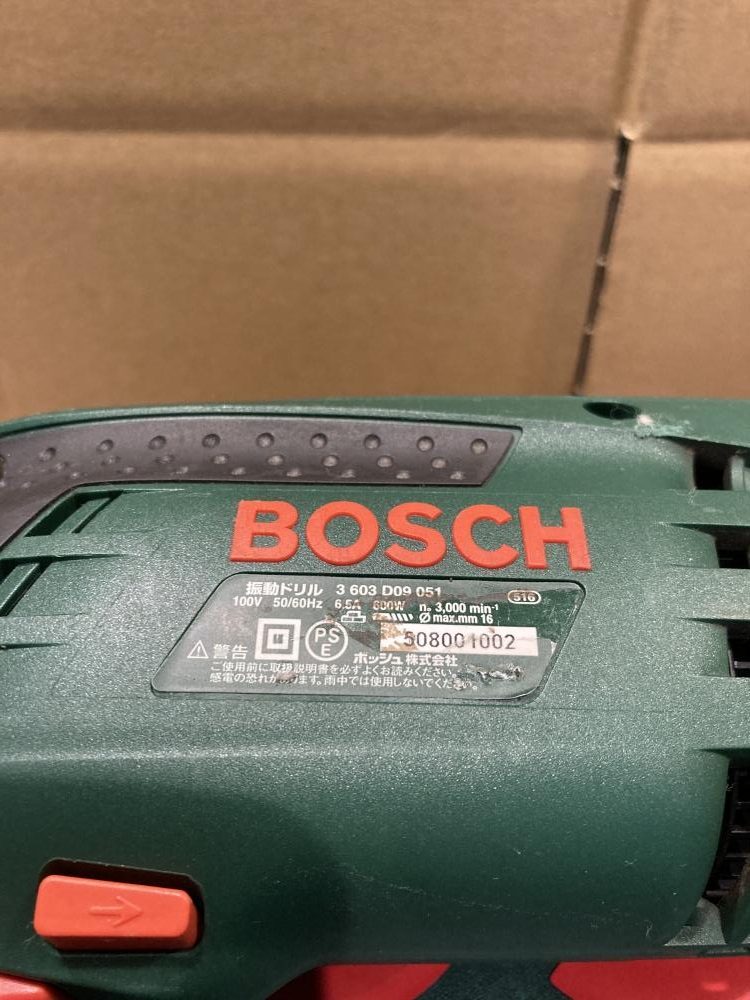 BOSCH
振動ドリル 3 603 D09 051
100V 50/60Hz 6.5A 600W n₀ 3,000 min⁻¹
516
Ø max.mm 16
508001002
警告
PS
E
ボッシュ株式会社
ご使用前に取扱説明書を必ずよくお読みください。
感電の恐れがあります。雨中では使用しないでください。